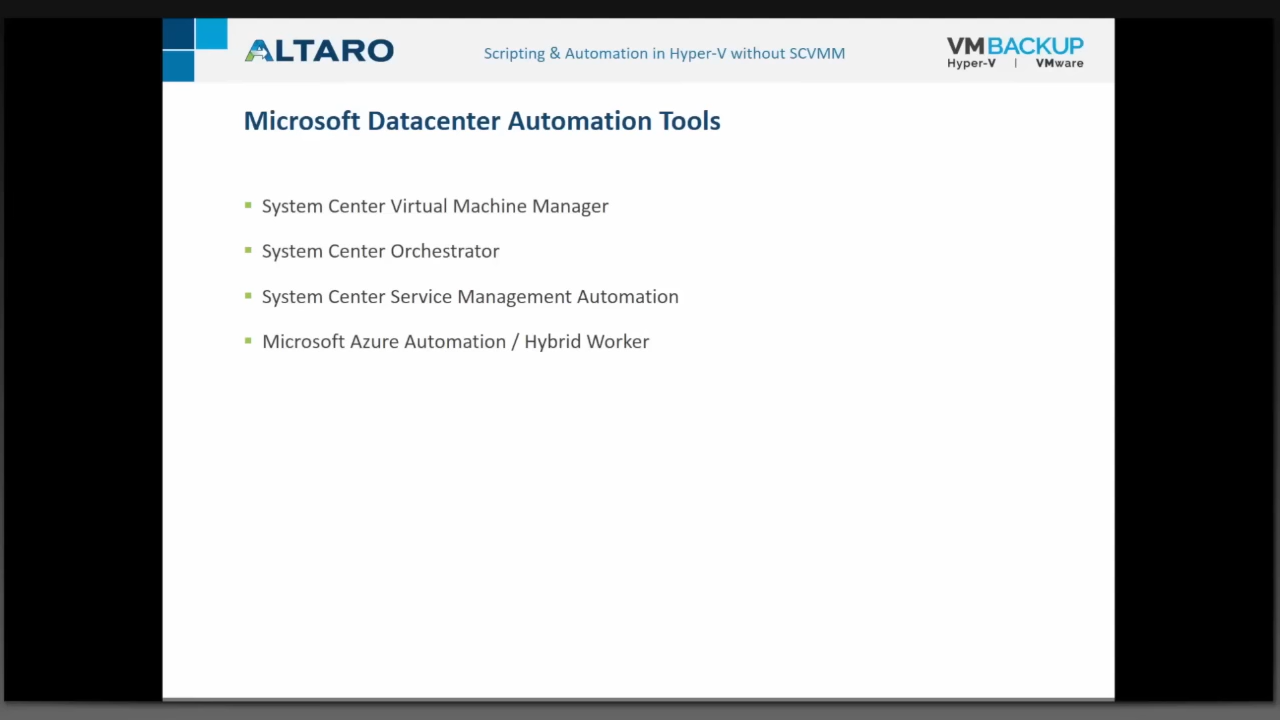 ALTARO
Scripting & Automation in Hyper-V without SCVMM
VMBACKUP
Hyper-V | VMware
Microsoft Datacenter Automation Tools
System Center Virtual Machine Manager
System Center Orchestrator
System Center Service Management Automation
Microsoft Azure Automation / Hybrid Worker